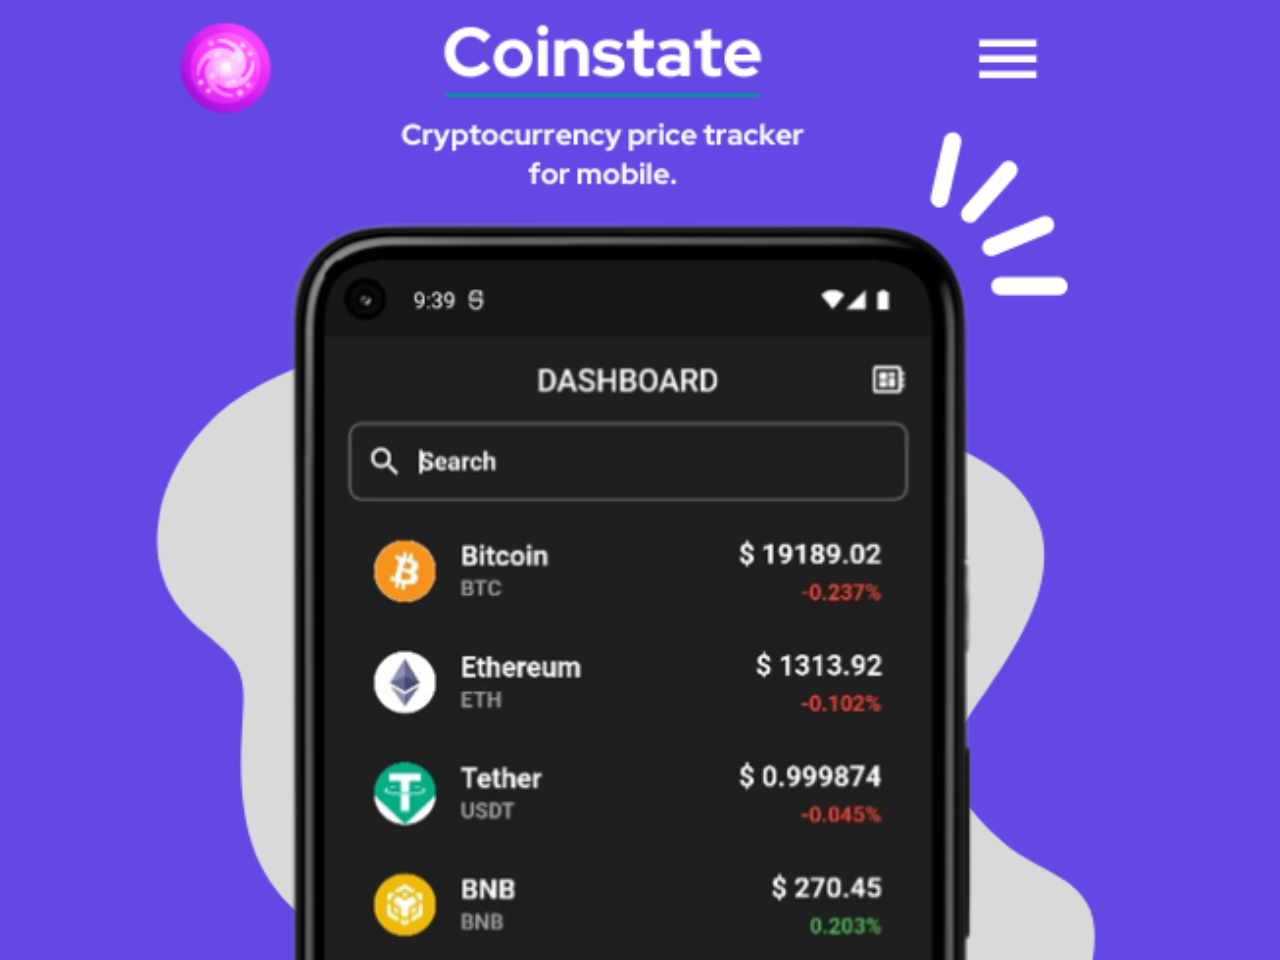 Coinstate
Cryptocurrency price tracker
for mobile.
9:39
DASHBOARD
Search
Bitcoin $ 19189.02
BTC -0.237%
Ethereum $ 1313.92
ETH -0.102%
Tether $ 0.999874
USDT -0.045%
BNB $ 270.45
BNB 0.203%